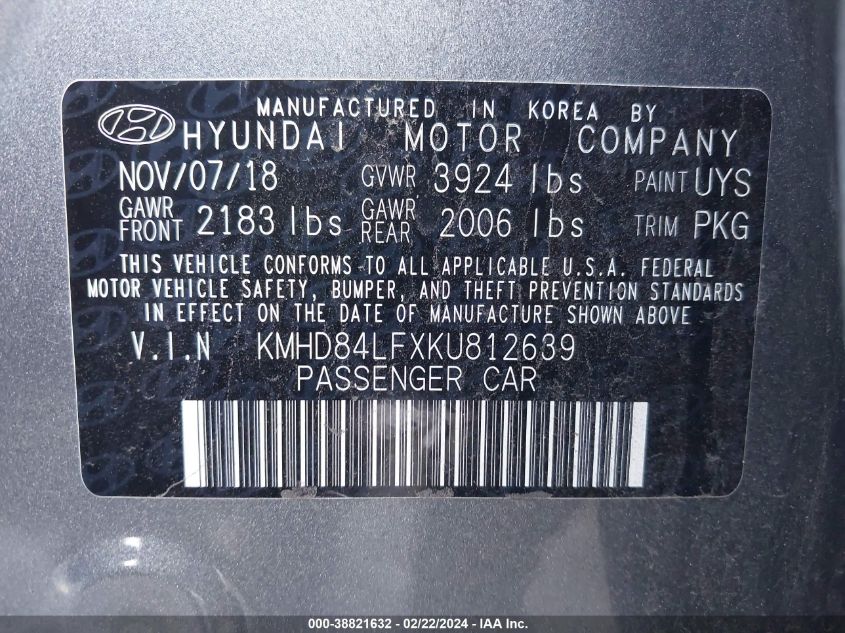 MANUFACTURED IN KOREA BY
HYUNDAI MOTOR COMPANY
NOV/07/18 GVWR 3924 lbs PAINT UYS
GAWR FRONT 2183 lbs GAWR REAR 2006 lbs TRIM PKG
THIS VEHICLE CONFORMS TO ALL APPLICABLE U.S.A. FEDERAL
MOTOR VEHICLE SAFETY, BUMPER, AND THEFT PREVENTION STANDARDS
IN EFFECT ON THE DATE OF MANUFACTURE SHOWN ABOVE
V.I.N KMHD84LFXKU812639
PASSENGER CAR
000-38821632 - 02/22/2024 - IAA Inc.